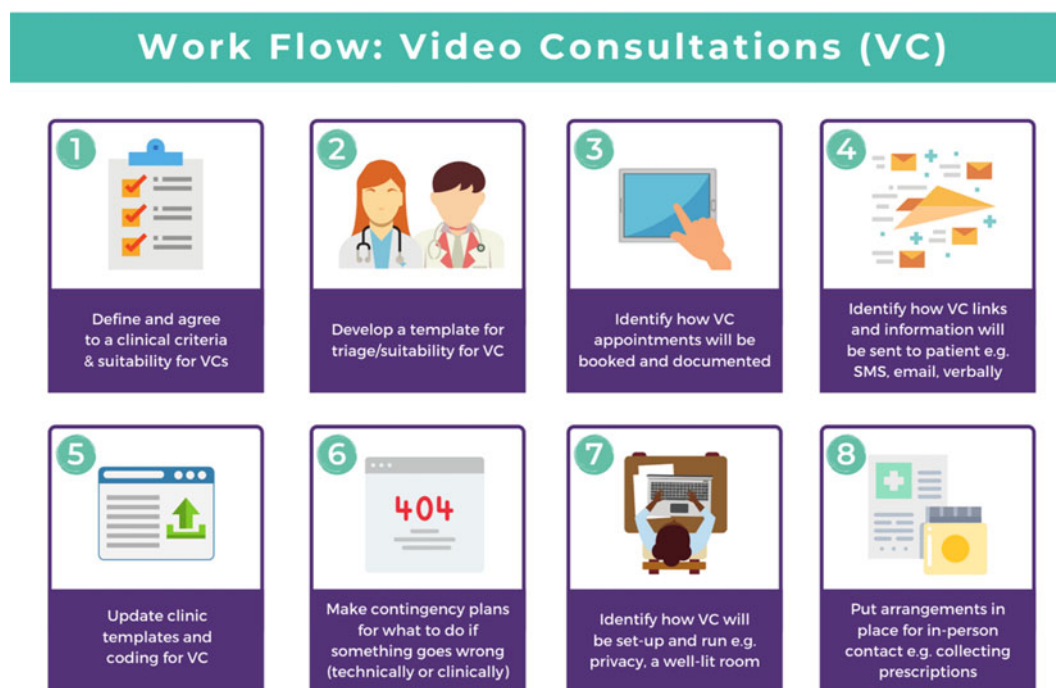 Work Flow: Video Consultations (VC)
1
Define and agree
to a clinical criteria
& suitability for VCs
2
Develop a template for
triage/suitability for VC
3
Identify how VC
appointments will be
booked and documented
4
Identify how VC links
and information will
be sent to patient e.g.
SMS, email, verbally
5
Update clinic
templates and
coding for VC
6
404
Make contingency plans
for what to do if
something goes wrong
(technically or clinically)
7
Identify how VC will
be set-up and run e.g.
privacy, a well-lit room
8
Put arrangements in
place for in-person
contact e.g. collecting
prescriptions